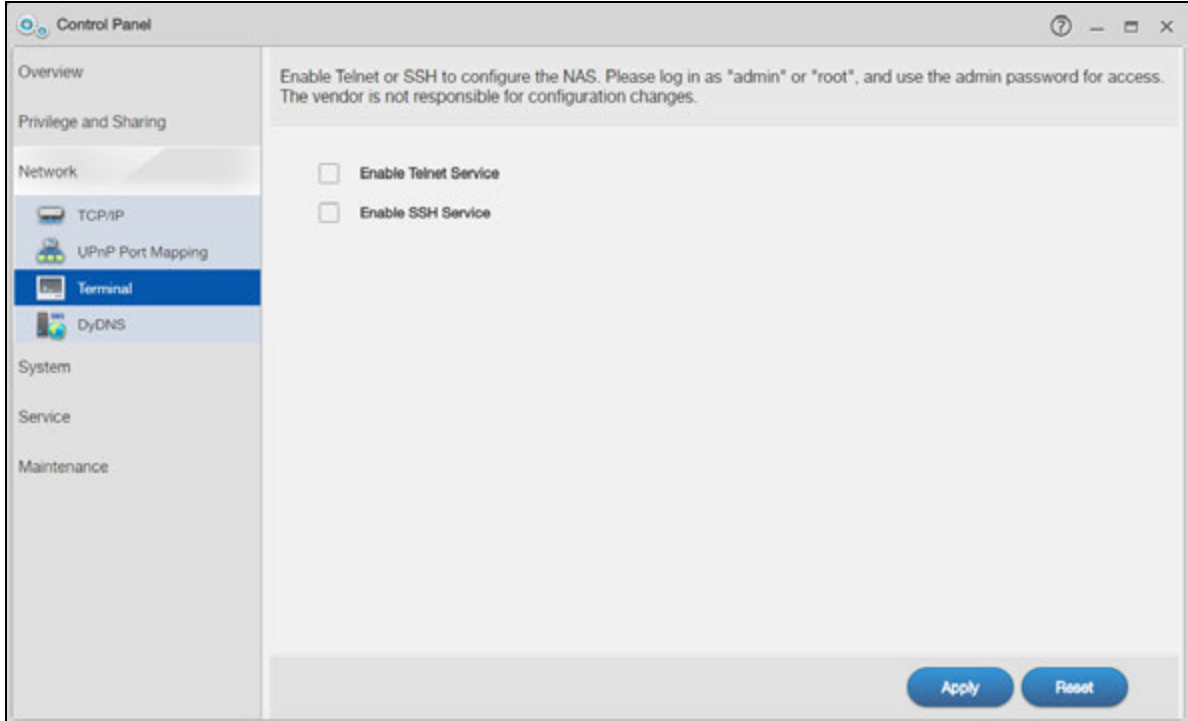 Control Panel
Overview
Privilege and Sharing
Network
TCP/IP
UPnP Port Mapping
Terminal
DyDNS
System
Service
Maintenance
Enable Telnet or SSH to configure the NAS. Please log in as "admin" or "root", and use the admin password for access.
The vendor is not responsible for configuration changes.
Enable Telnet Service
Enable SSH Service
Apply Reset